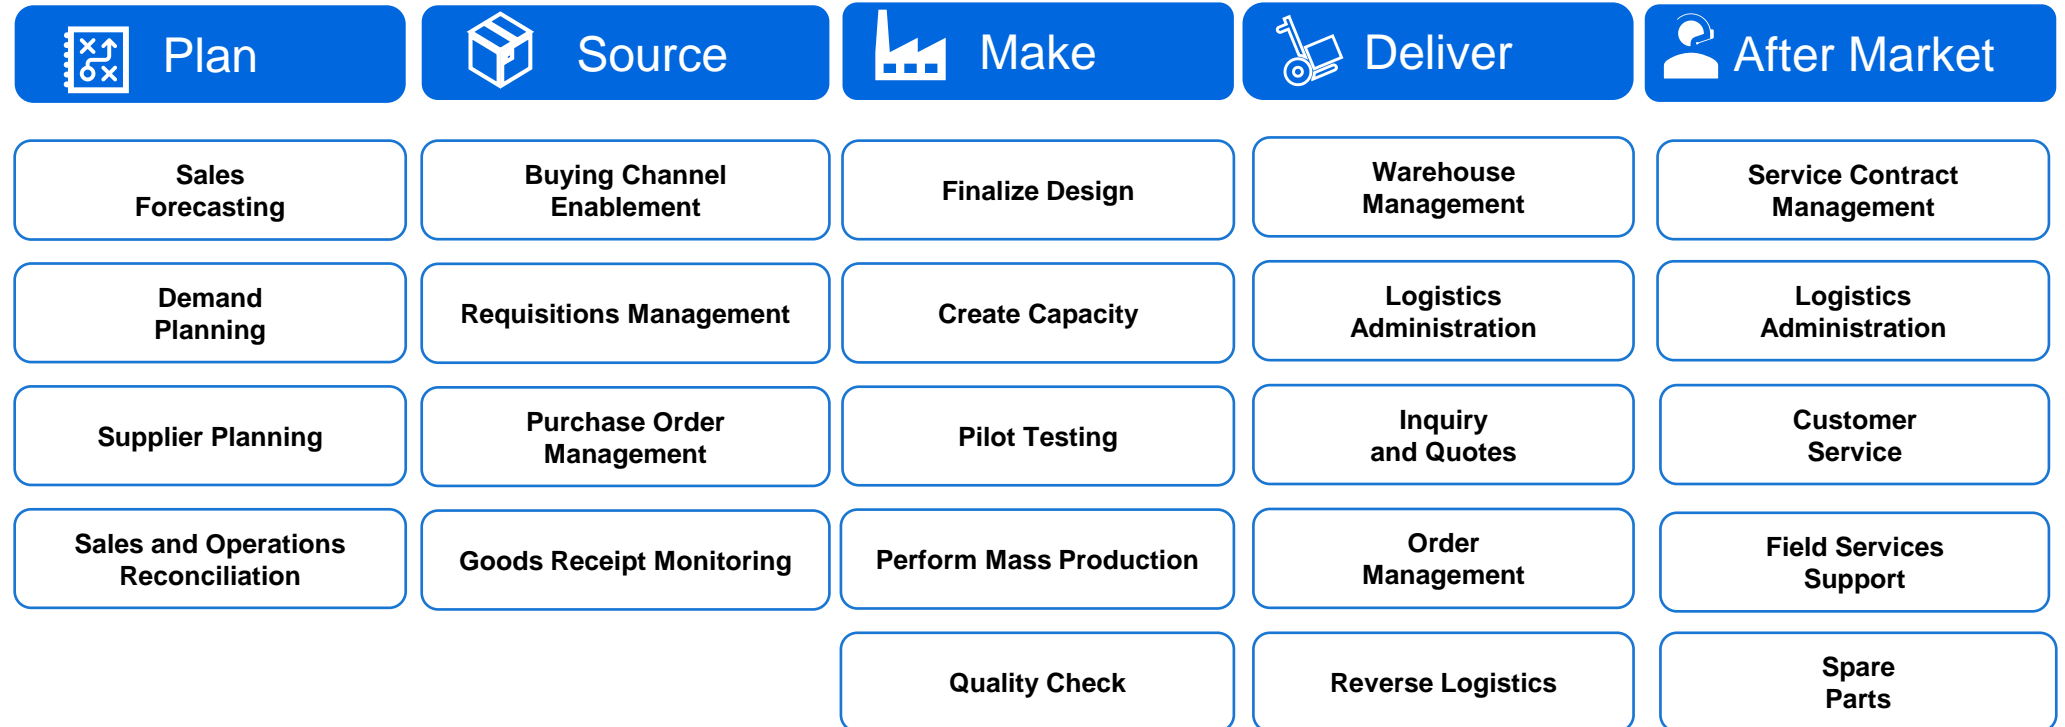 Plan
Source
Make
Deliver
After Market
Sales
Forecasting
Buying Channel
Enablement
Finalize Design
Warehouse
Management
Service Contract
Management
Demand
Planning
Requisitions Management
Create Capacity
Logistics
Administration
Logistics
Administration
Supplier Planning
Purchase Order
Management
Pilot Testing
Inquiry
and Quotes
Customer
Service
Sales and Operations
Reconciliation
Goods Receipt Monitoring
Perform Mass Production
Order
Management
Field Services
Support
Quality Check
Reverse Logistics
Spare
Parts